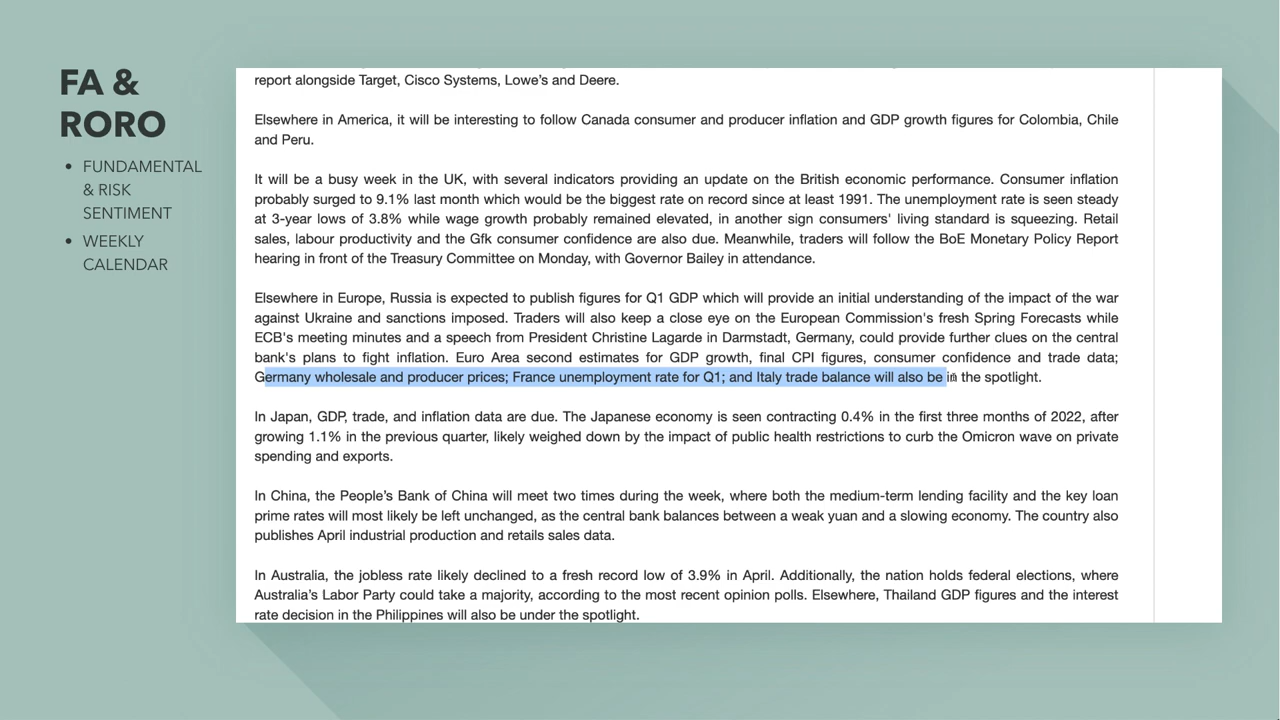 FA &
RORO
• FUNDAMENTAL
& RISK
SENTIMENT
• WEEKLY
CALENDAR
report alongside Target, Cisco Systems, Lowe’s and Deere.
Elsewhere in America, it will be interesting to follow Canada consumer and producer inflation and GDP growth figures for Colombia, Chile
and Peru.
It will be a busy week in the UK, with several indicators providing an update on the British economic performance. Consumer inflation
probably surged to 9.1% last month which would be the biggest rate on record since at least 1991. The unemployment rate is seen steady
at 3-year lows of 3.8% while wage growth probably remained elevated, in another sign consumers' living standard is squeezing. Retail
sales, labour productivity and the Gfk consumer confidence are also due. Meanwhile, traders will follow the BoE Monetary Policy Report
hearing in front of the Treasury Committee on Monday, with Governor Bailey in attendance.
Elsewhere in Europe, Russia is expected to publish figures for Q1 GDP which will provide an initial understanding of the impact of the war
against Ukraine and sanctions imposed. Traders will also keep a close eye on the European Commission's fresh Spring Forecasts while
ECB's meeting minutes and a speech from President Christine Lagarde in Darmstadt, Germany, could provide further clues on the central
bank's plans to fight inflation. Euro Area second estimates for GDP growth, final CPI figures, consumer confidence and trade data;
Germany wholesale and producer prices; France unemployment rate for Q1; and Italy trade balance will also be in the spotlight.
In Japan, GDP, trade, and inflation data are due. The Japanese economy is seen contracting 0.4% in the first three months of 2022, after
growing 1.1% in the previous quarter, likely weighed down by the impact of public health restrictions to curb the Omicron wave on private
spending and exports.
In China, the People’s Bank of China will meet two times during the week, where both the medium-term lending facility and the key loan
prime rates will most likely be left unchanged, as the central bank balances between a weak yuan and a slowing economy. The country also
publishes April industrial production and retails sales data.
In Australia, the jobless rate likely declined to a fresh record low of 3.9% in April. Additionally, the nation holds federal elections, where
Australia’s Labor Party could take a majority, according to the most recent opinion polls. Elsewhere, Thailand GDP figures and the interest
rate decision in the Philippines will also be under the spotlight.